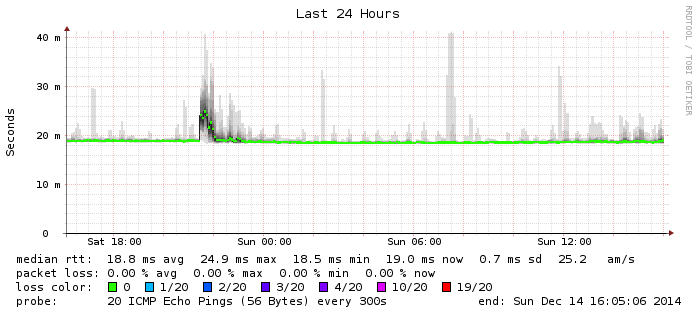 Last 24 Hours
RRDTOOL / TOBI OETIKER
Seconds
40 m
30 m
20 m
10 m
0
Sat 18:00 Sun 00:00 Sun 06:00 Sun 12:00
median rtt: 18.8 ms avg 24.9 ms max 18.5 ms min 19.0 ms now 0.7 ms sd 25.2 am/s
packet loss: 0.00 % avg 0.00 % max 0.00 % min 0.00 % now
loss color: 0 1/20 2/20 3/20 4/20 10/20 19/20
probe: 20 ICMP Echo Pings (56 Bytes) every 300s end: Sun Dec 14 16:05:06 2014